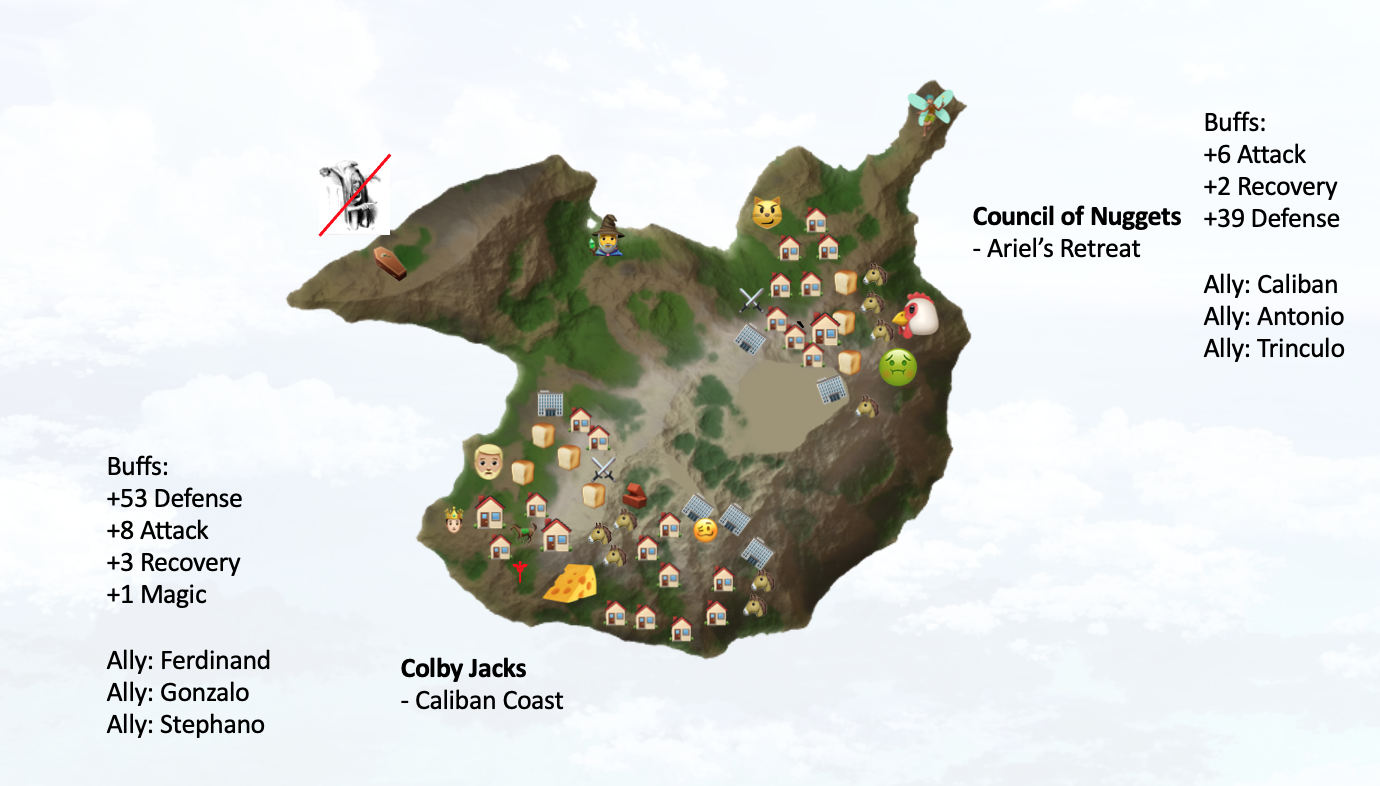 Buffs:
+6 Attack
+2 Recovery
+39 Defense
Ally: Caliban
Ally: Antonio
Ally: Trinculo
Council of Nuggets
- Ariel’s Retreat
Buffs:
+53 Defense
+8 Attack
+3 Recovery
+1 Magic
Ally: Ferdinand
Ally: Gonzalo
Ally: Stephano
Colby Jacks
- Caliban Coast